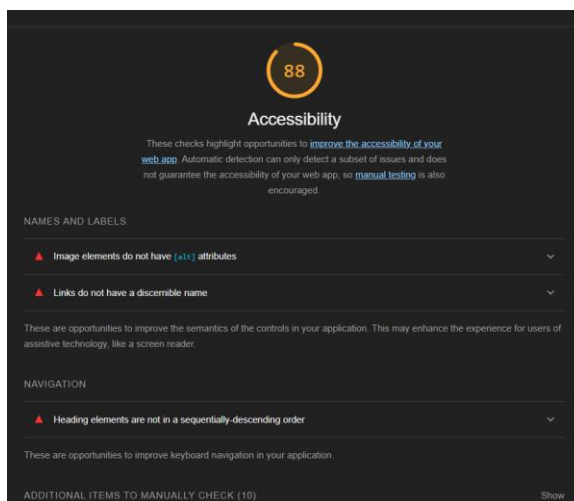 88
Accessibility
These checks highlight opportunities to improve the accessibility of your
web app. Automatic detection can only detect a subset of issues and does
not guarantee the accessibility of your web app, so manual testing is also
encouraged.
NAMES AND LABELS
Image elements do not have [alt] attributes
Links do not have a discernible name
These are opportunities to improve the semantics of the controls in your application. This may enhance the experience for users of
assistive technology, like a screen reader.
NAVIGATION
Heading elements are not in a sequentially-descending order
These are opportunities to improve keyboard navigation in your application.
ADDITIONAL ITEMS TO MANUALLY CHECK (10) Show